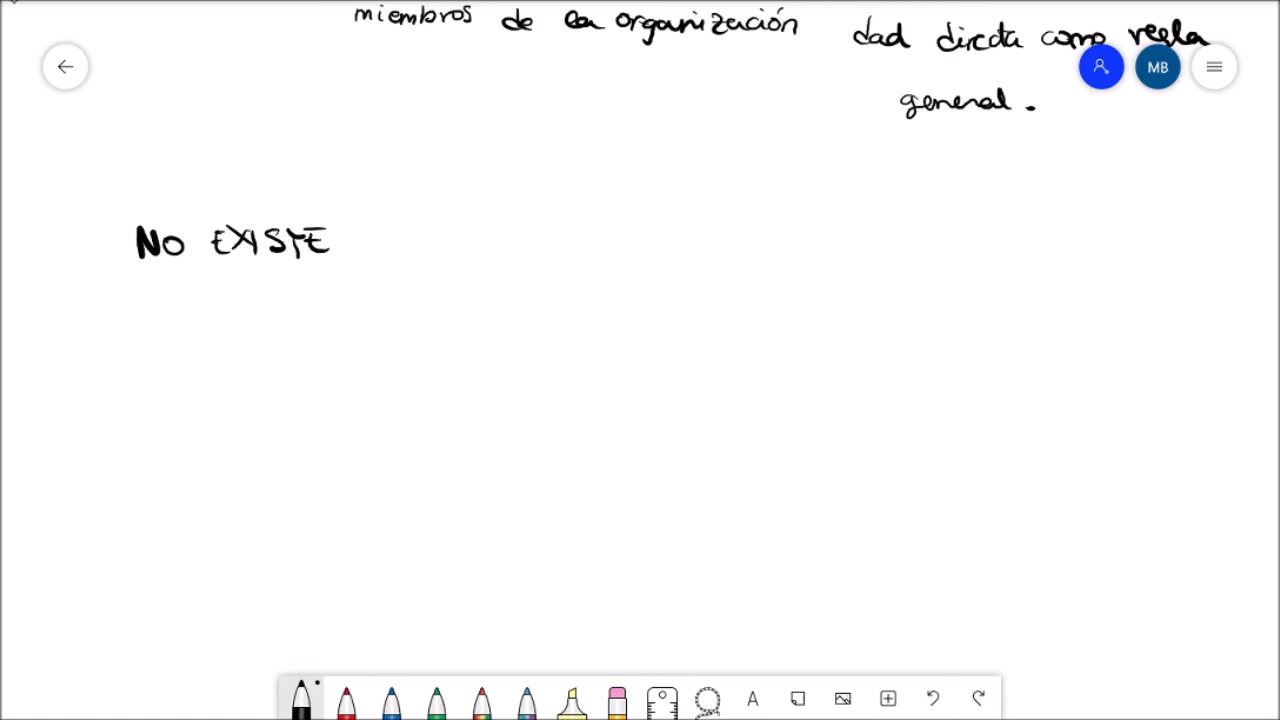 miembros de la organización
dad directa como regla
general.
MB
NO EXISTE
A